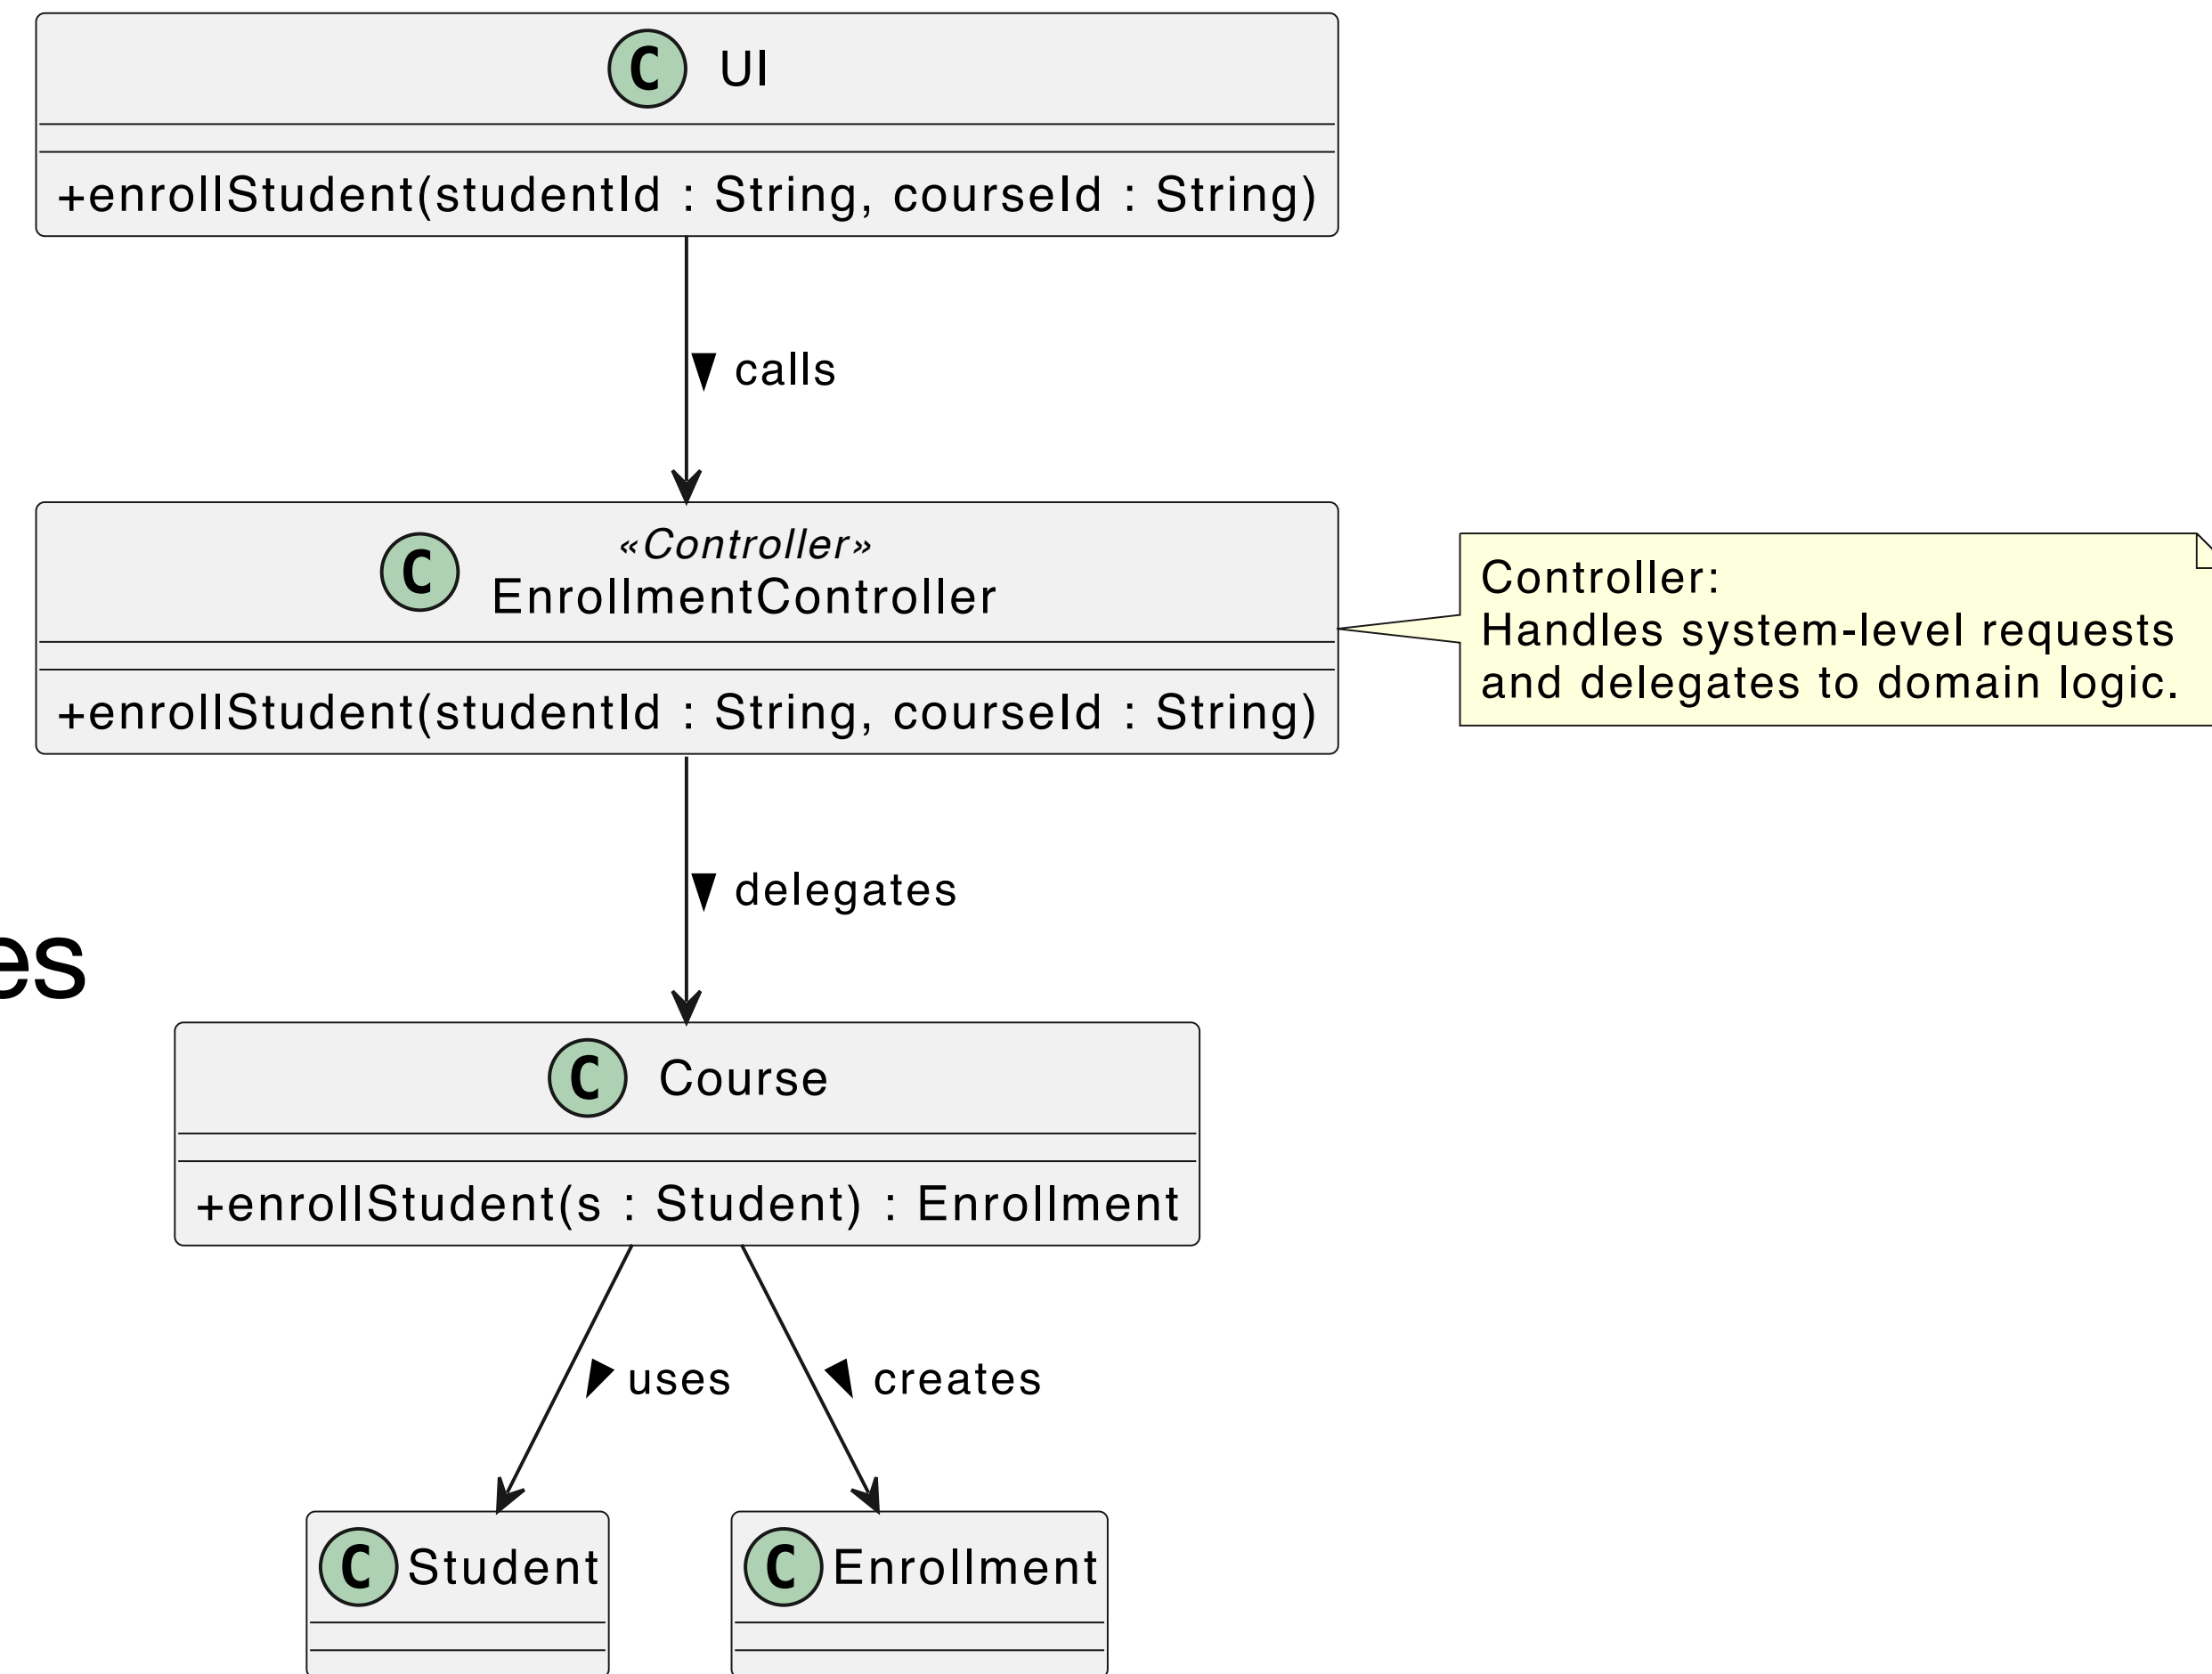 C UI
+enrollStudent(studentId : String, courseId : String)
calls
C «Controller»
EnrollmentController
+enrollStudent(studentId : String, courseId : String)
Controller:
Handles system-level requests
and delegates to domain logic.
delegates
es
C Course
+enrollStudent(s : Student) : Enrollment
uses
creates
C Student
C Enrollment